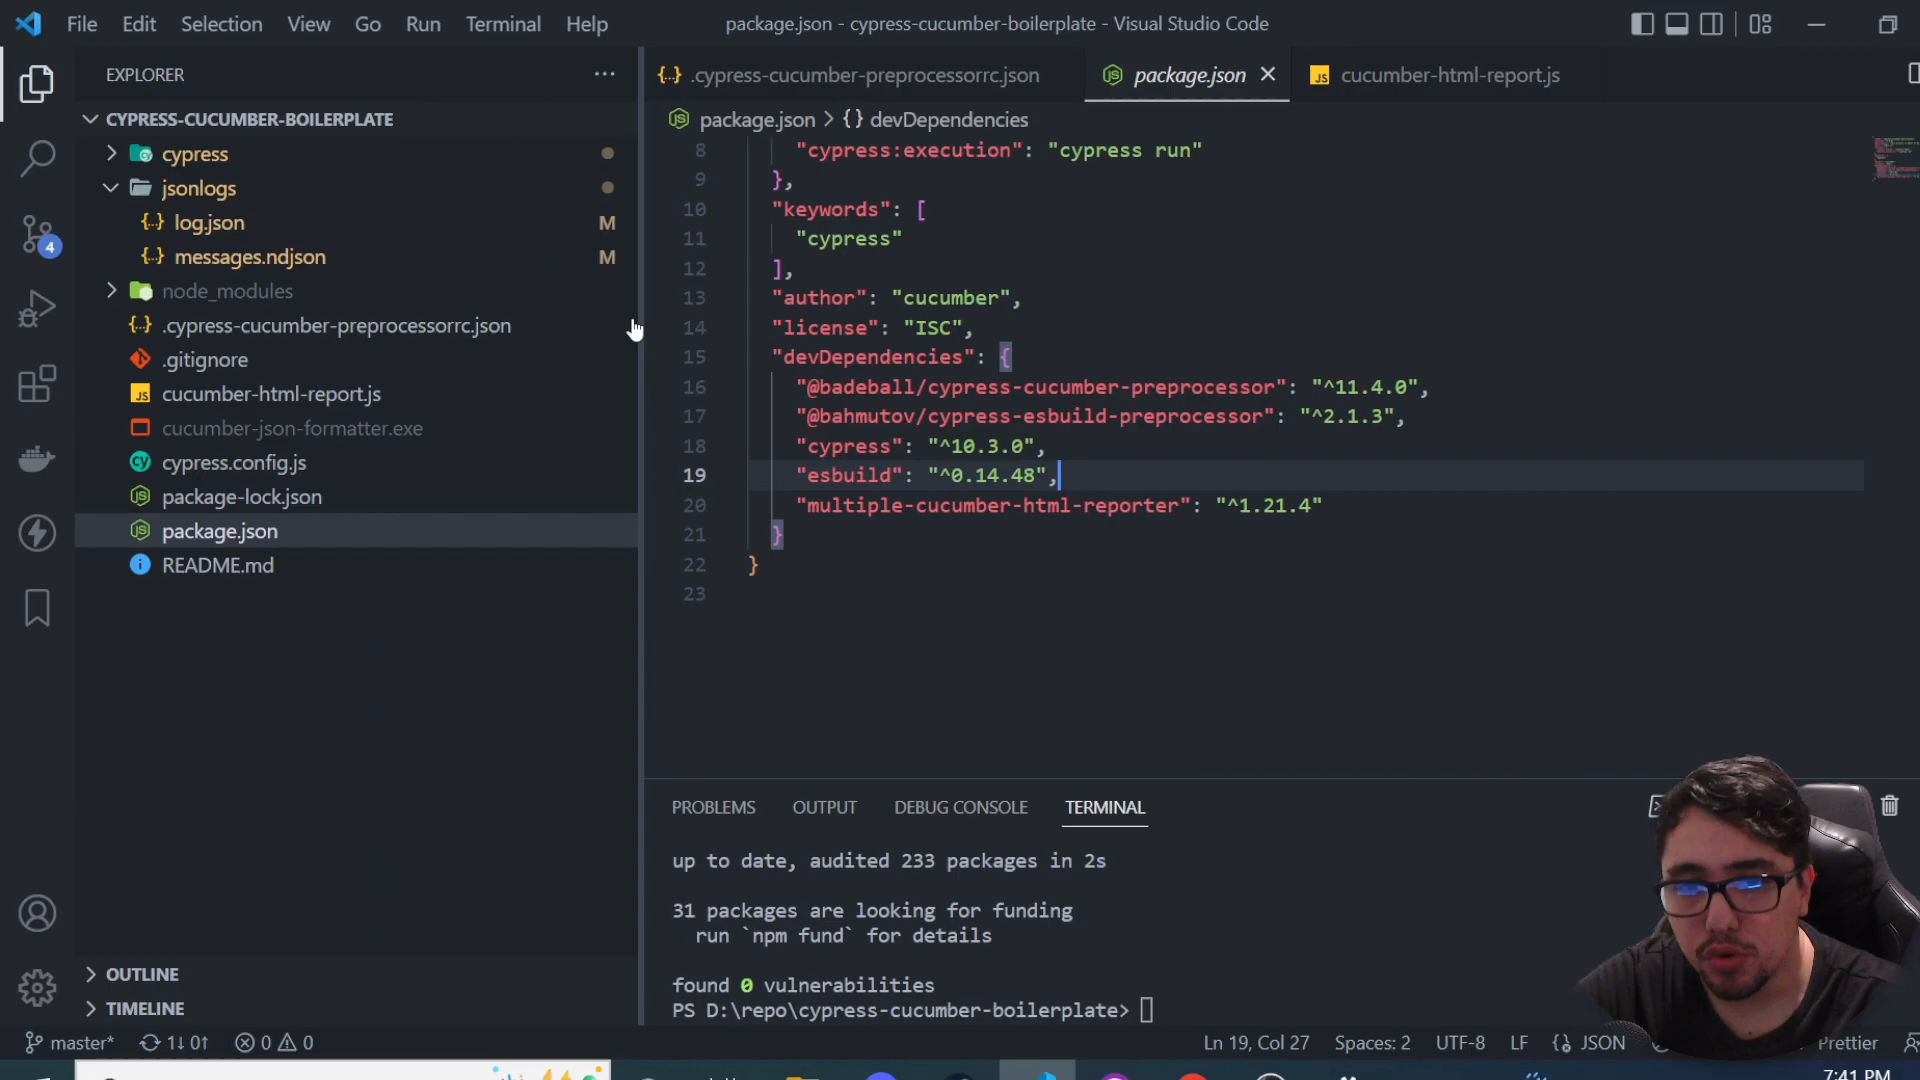 File Edit Selection View Go Run Terminal Help
package.json - cypress-cucumber-boilerplate - Visual Studio Code
EXPLORER
CYPRESS-CUCUMBER-BOILERPLATE
cypress
jsonlogs
log.json M
messages.ndjson M
node_modules
.cypress-cucumber-preprocessorrc.json
.gitignore
cucumber-html-report.js
cucumber-json-formatter.exe
cypress.config.js
package-lock.json
package.json
README.md
OUTLINE
TIMELINE
4
.cypress-cucumber-preprocessorrc.json
package.json
JS cucumber-html-report.js
package.json > {} devDependencies
8 "cypress:execution": "cypress run"
9 },
10 "keywords": [
11 "cypress"
12 ],
13 "author": "cucumber",
14 "license": "ISC",
15 "devDependencies": {
16 "@badeball/cypress-cucumber-preprocessor": "^11.4.0",
17 "@bahmutov/cypress-esbuild-preprocessor": "^2.1.3",
18 "cypress": "^10.3.0",
19 "esbuild": "^0.14.48",
20 "multiple-cucumber-html-reporter": "^1.21.4"
21 }
22 }
23
PROBLEMS OUTPUT DEBUG CONSOLE TERMINAL
up to date, audited 233 packages in 2s
31 packages are looking for funding
run `npm fund` for details
found 0 vulnerabilities
PS D:\repo\cypress-cucumber-boilerplate>
master* 1↓ 0↑ 0 0
Ln 19, Col 27 Spaces: 2 UTF-8 LF {} JSON Prettier
7:41 PM